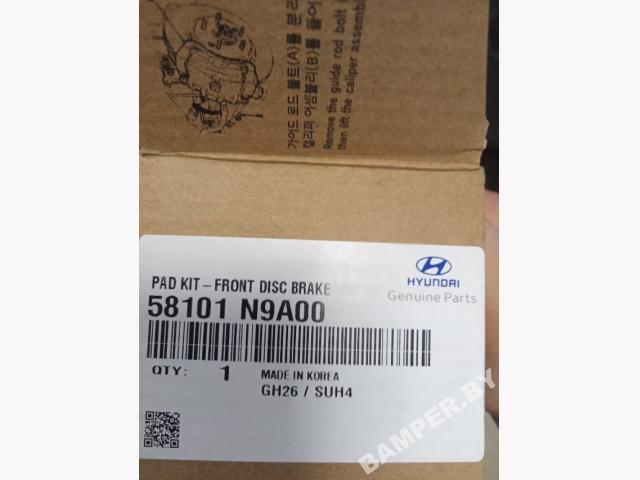 가이드 로드 볼트(A)를 분리
캘리퍼 어셈블리(B)를 들어
Remove the guide rod bolt
then lift the caliper assemb
PAD KIT – FRONT DISC BRAKE
58101 N9A00
HYUNDAI
Genuine Parts
QTY: 1 MADE IN KOREA
GH26 / SUH4
BAMPER.BY